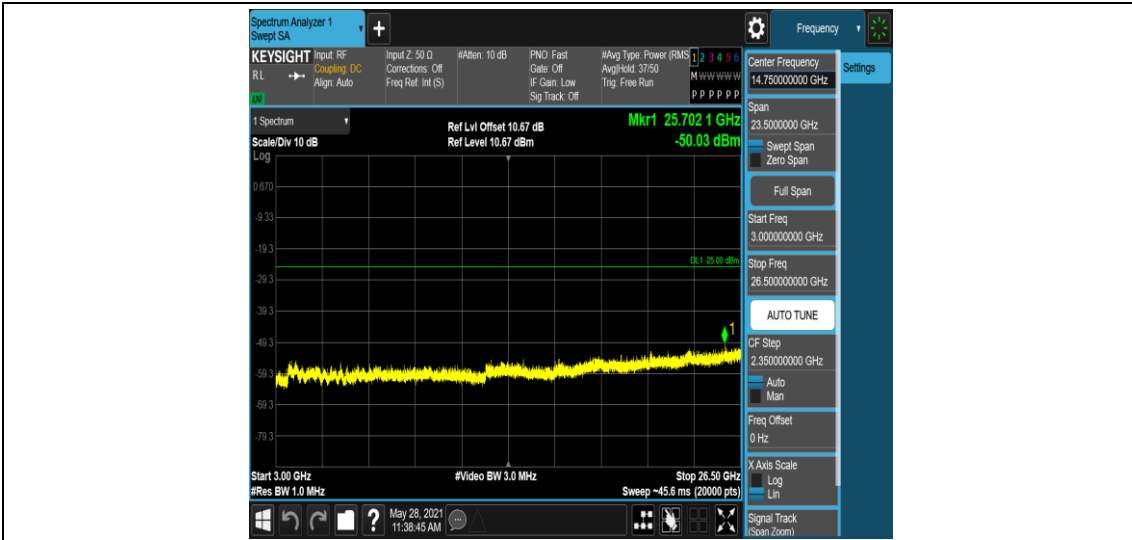 Spectrum Analyzer 1
Swept SA
Frequency
KEYSIGHT
RL
LXI
Input: RF
Coupling: DC
Align: Auto
Input Z: 50 Ω
Corrections: Off
Freq Ref: Int (S)
#Atten: 10 dB
PNO: Fast
Gate: Off
IF Gain: Low
Sig Track: Off
#Avg Type: Power (RMS
Avg|Hold: 37/50
Trig: Free Run
1 2 3 4 5 6
M W W W W W
P P P P P P
1 Spectrum
Scale/Div 10 dB
Log
Ref Lvl Offset 10.67 dB
Ref Level 10.67 dBm
Mkr1 25.702 1 GHz
-50.03 dBm
0.670
-9.33
-19.3
DL1 -25.00 dBm
-29.3
-39.3
1
-49.3
-59.3
-69.3
-79.3
Start 3.00 GHz
#Res BW 1.0 MHz
#Video BW 3.0 MHz
Stop 26.50 GHz
Sweep ~45.6 ms (20000 pts)
?
May 28, 2021
11:38:45 AM
Center Frequency
14.750000000 GHz
Settings
Span
23.5000000 GHz
Swept Span
Zero Span
Full Span
Start Freq
3.000000000 GHz
Stop Freq
26.500000000 GHz
AUTO TUNE
CF Step
2.350000000 GHz
Auto
Man
Freq Offset
0 Hz
X Axis Scale
Log
Lin
Signal Track
(Span Zoom)